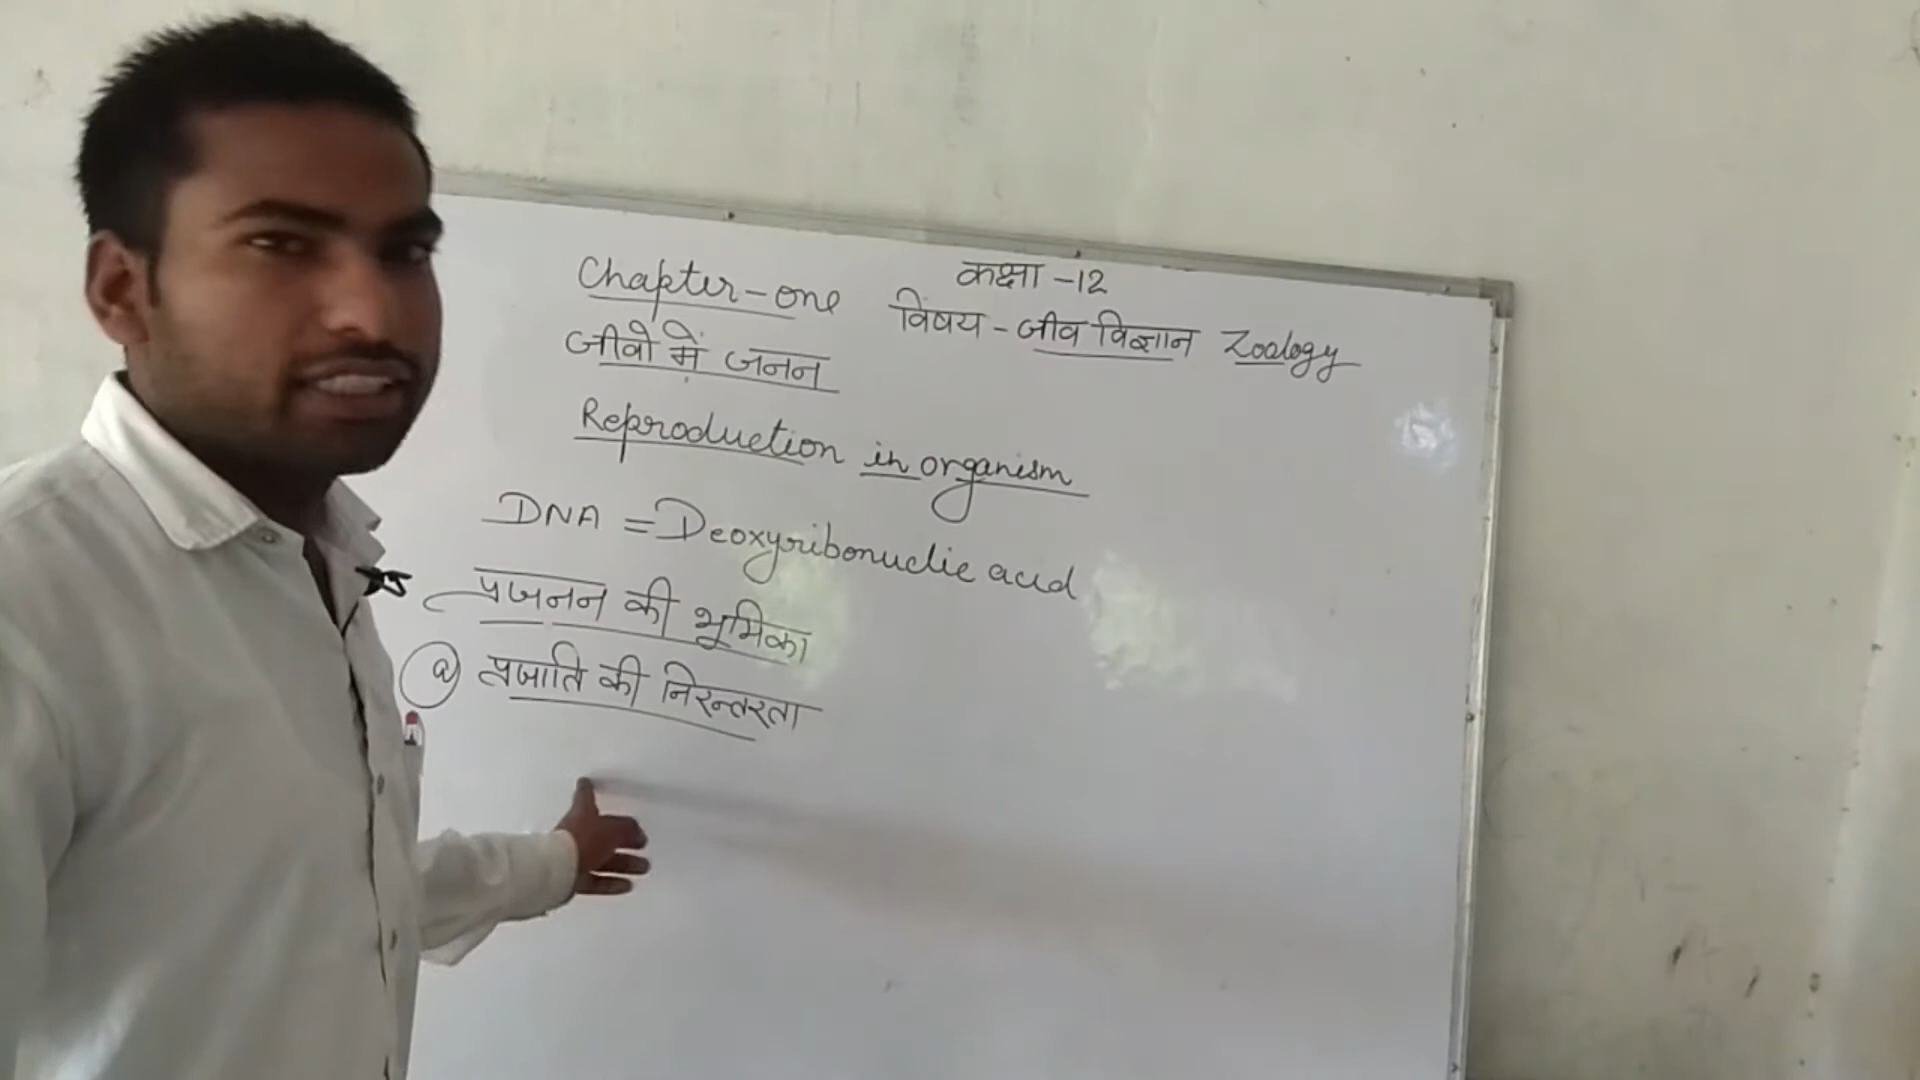 Chapter-one
कक्षा -12
जीवो में जनन
विषय - जीव विज्ञान Zoology
Reproduction in organism
DNA = Deoxyribonuclic acid
प्रजनन की भूमिका
(a) प्रजाति की निरन्तरता